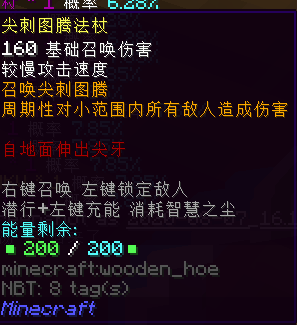 概率 6.28%
尖刺图腾法杖
160 基础召唤伤害
较慢攻击速度
召唤尖刺图腾
周期性对小范围内所有敌人造成伤害
自地面伸出尖牙
右键召唤 左键锁定敌人
潜行+左键充能 消耗智慧之尘
能量剩余:
200 / 200
minecraft:wooden_hoe
NBT: 8 tag(s)
Minecraft